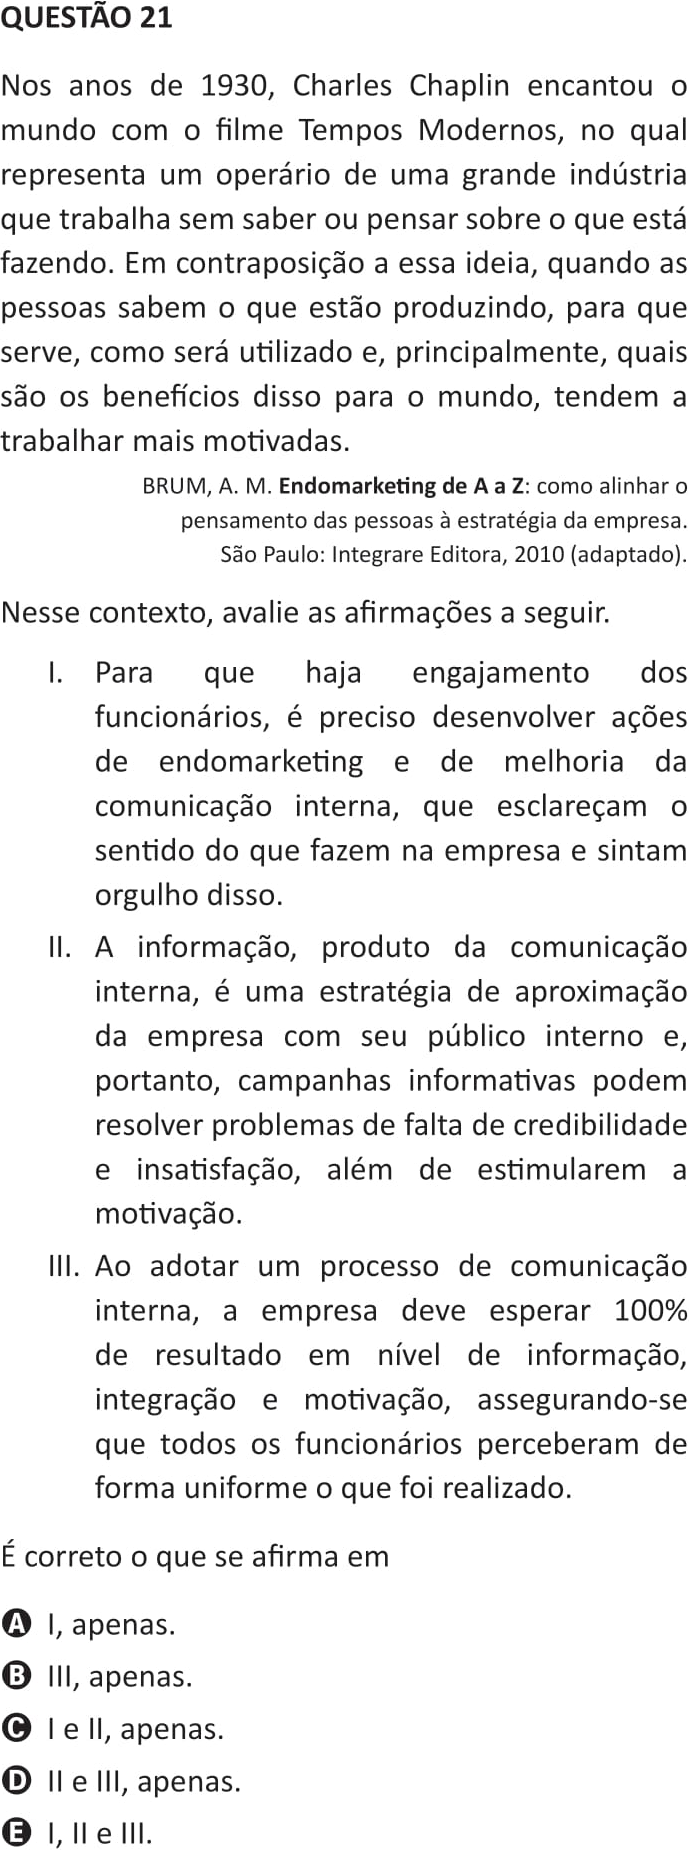 QUESTÃO 21
Nos anos de 1930, Charles Chaplin encantou o
mundo com o filme Tempos Modernos, no qual
representa um operário de uma grande indústria
que trabalha sem saber ou pensar sobre o que está
fazendo. Em contraposição a essa ideia, quando as
pessoas sabem o que estão produzindo, para que
serve, como será utilizado e, principalmente, quais
são os benefícios disso para o mundo, tendem a
trabalhar mais motivadas.
BRUM, A. M. Endomarketing de A a Z: como alinhar o
pensamento das pessoas à estratégia da empresa.
São Paulo: Integrare Editora, 2010 (adaptado).
Nesse contexto, avalie as afirmações a seguir.
I. Para que haja engajamento dos
funcionários, é preciso desenvolver ações
de endomarketing e de melhoria da
comunicação interna, que esclareçam o
sentido do que fazem na empresa e sintam
orgulho disso.
II. A informação, produto da comunicação
interna, é uma estratégia de aproximação
da empresa com seu público interno e,
portanto, campanhas informativas podem
resolver problemas de falta de credibilidade
e insatisfação, além de estimularem a
motivação.
III. Ao adotar um processo de comunicação
interna, a empresa deve esperar 100%
de resultado em nível de informação,
integração e motivação, assegurando-se
que todos os funcionários perceberam de
forma uniforme o que foi realizado.
É correto o que se afirma em
A I, apenas.
B III, apenas.
C I e II, apenas.
D II e III, apenas.
E I, II e III.